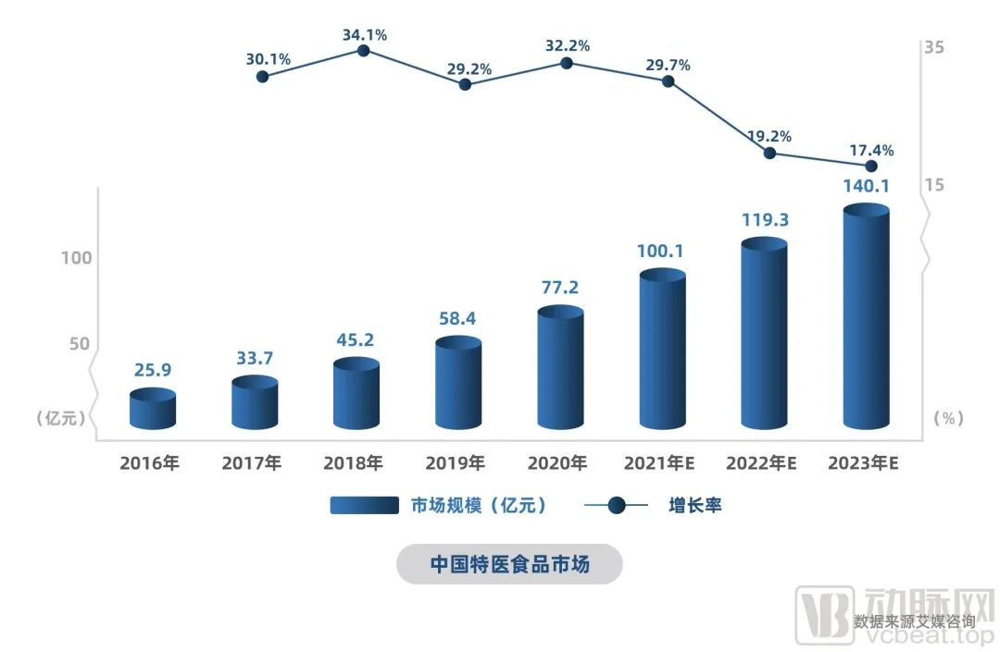 30.1%
34.1%
29.2%
32.2%
29.7%
19.2%
17.4%
35
15
100
50
(亿元)
(%)
25.9
33.7
45.2
58.4
77.2
100.1
119.3
140.1
2016年 2017年 2018年 2019年 2020年 2021年E 2022年E 2023年E
市场规模（亿元） 增长率
中国特医食品市场
VB 动脉网
数据来源艾媒咨询
vcbeat.top